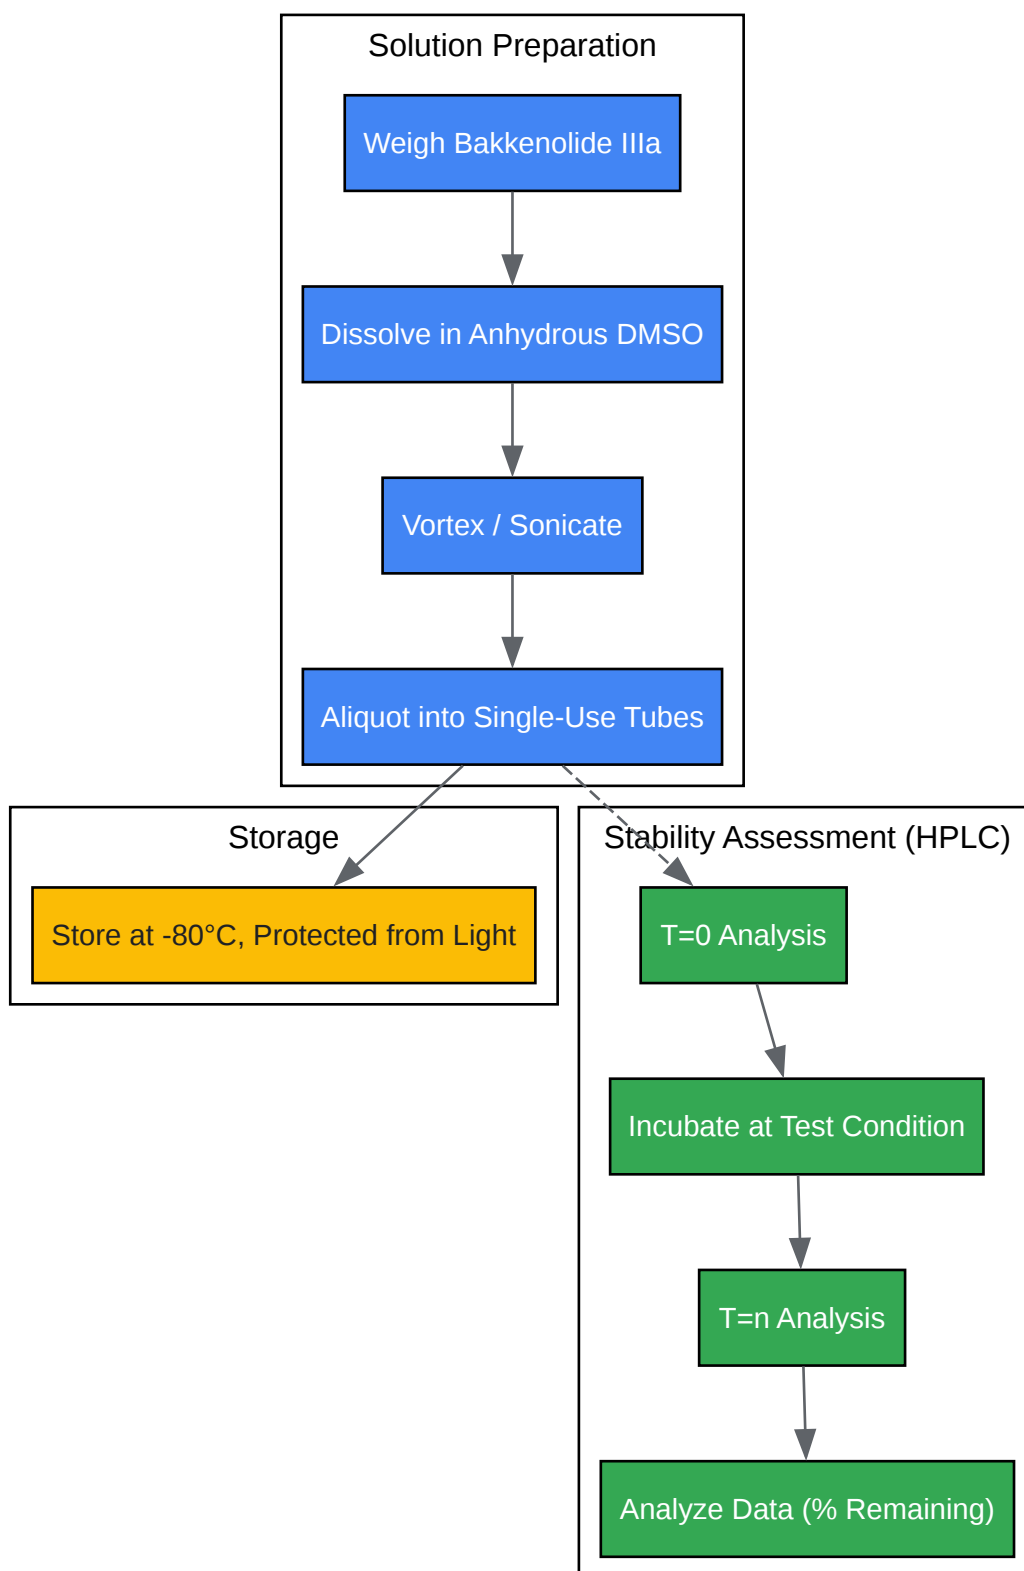 Solution Preparation
Weigh Bakkenolide IIIa
Dissolve in Anhydrous DMSO
Vortex / Sonicate
Aliquot into Single-Use Tubes
Storage
Store at -80°C, Protected from Light
Stability Assessment (HPLC)
T=0 Analysis
Incubate at Test Condition
T=n Analysis
Analyze Data (% Remaining)